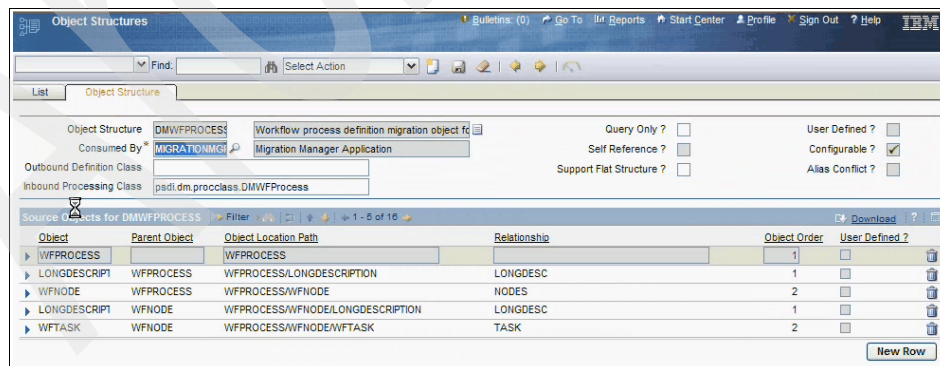 Object Structures
Bulletins: (0) Go To Reports Start Center Profile Sign Out ? Help IBM
Find: Select Action
List Object Structure
Object Structure DMWFPROCESS Workflow process definition migration object fo Query Only ? User Defined ?
Consumed By* MIGRATIONMG Migration Manager Application Self Reference ? Configurable ?
Outbound Definition Class Support Flat Structure ? Alias Conflict ?
Inbound Processing Class psdi.dm.procclass.DMWFProcess
Source Objects for DMWFPROCESS Filter 1 - 5 of 16 Download ?
Object Parent Object Object Location Path Relationship Object Order User Defined ?
WFPROCESS WFPROCESS 1
LONGDESCRIPT WFPROCESS WFPROCESS/LONGDESCRIPTION LONGDESC 1
WFNODE WFPROCESS WFPROCESS/WFNODE NODES 2
LONGDESCRIPT WFNODE WFPROCESS/WFNODE/LONGDESCRIPTION LONGDESC 1
WFTASK WFNODE WFPROCESS/WFNODE/WFTASK TASK 2
New Row